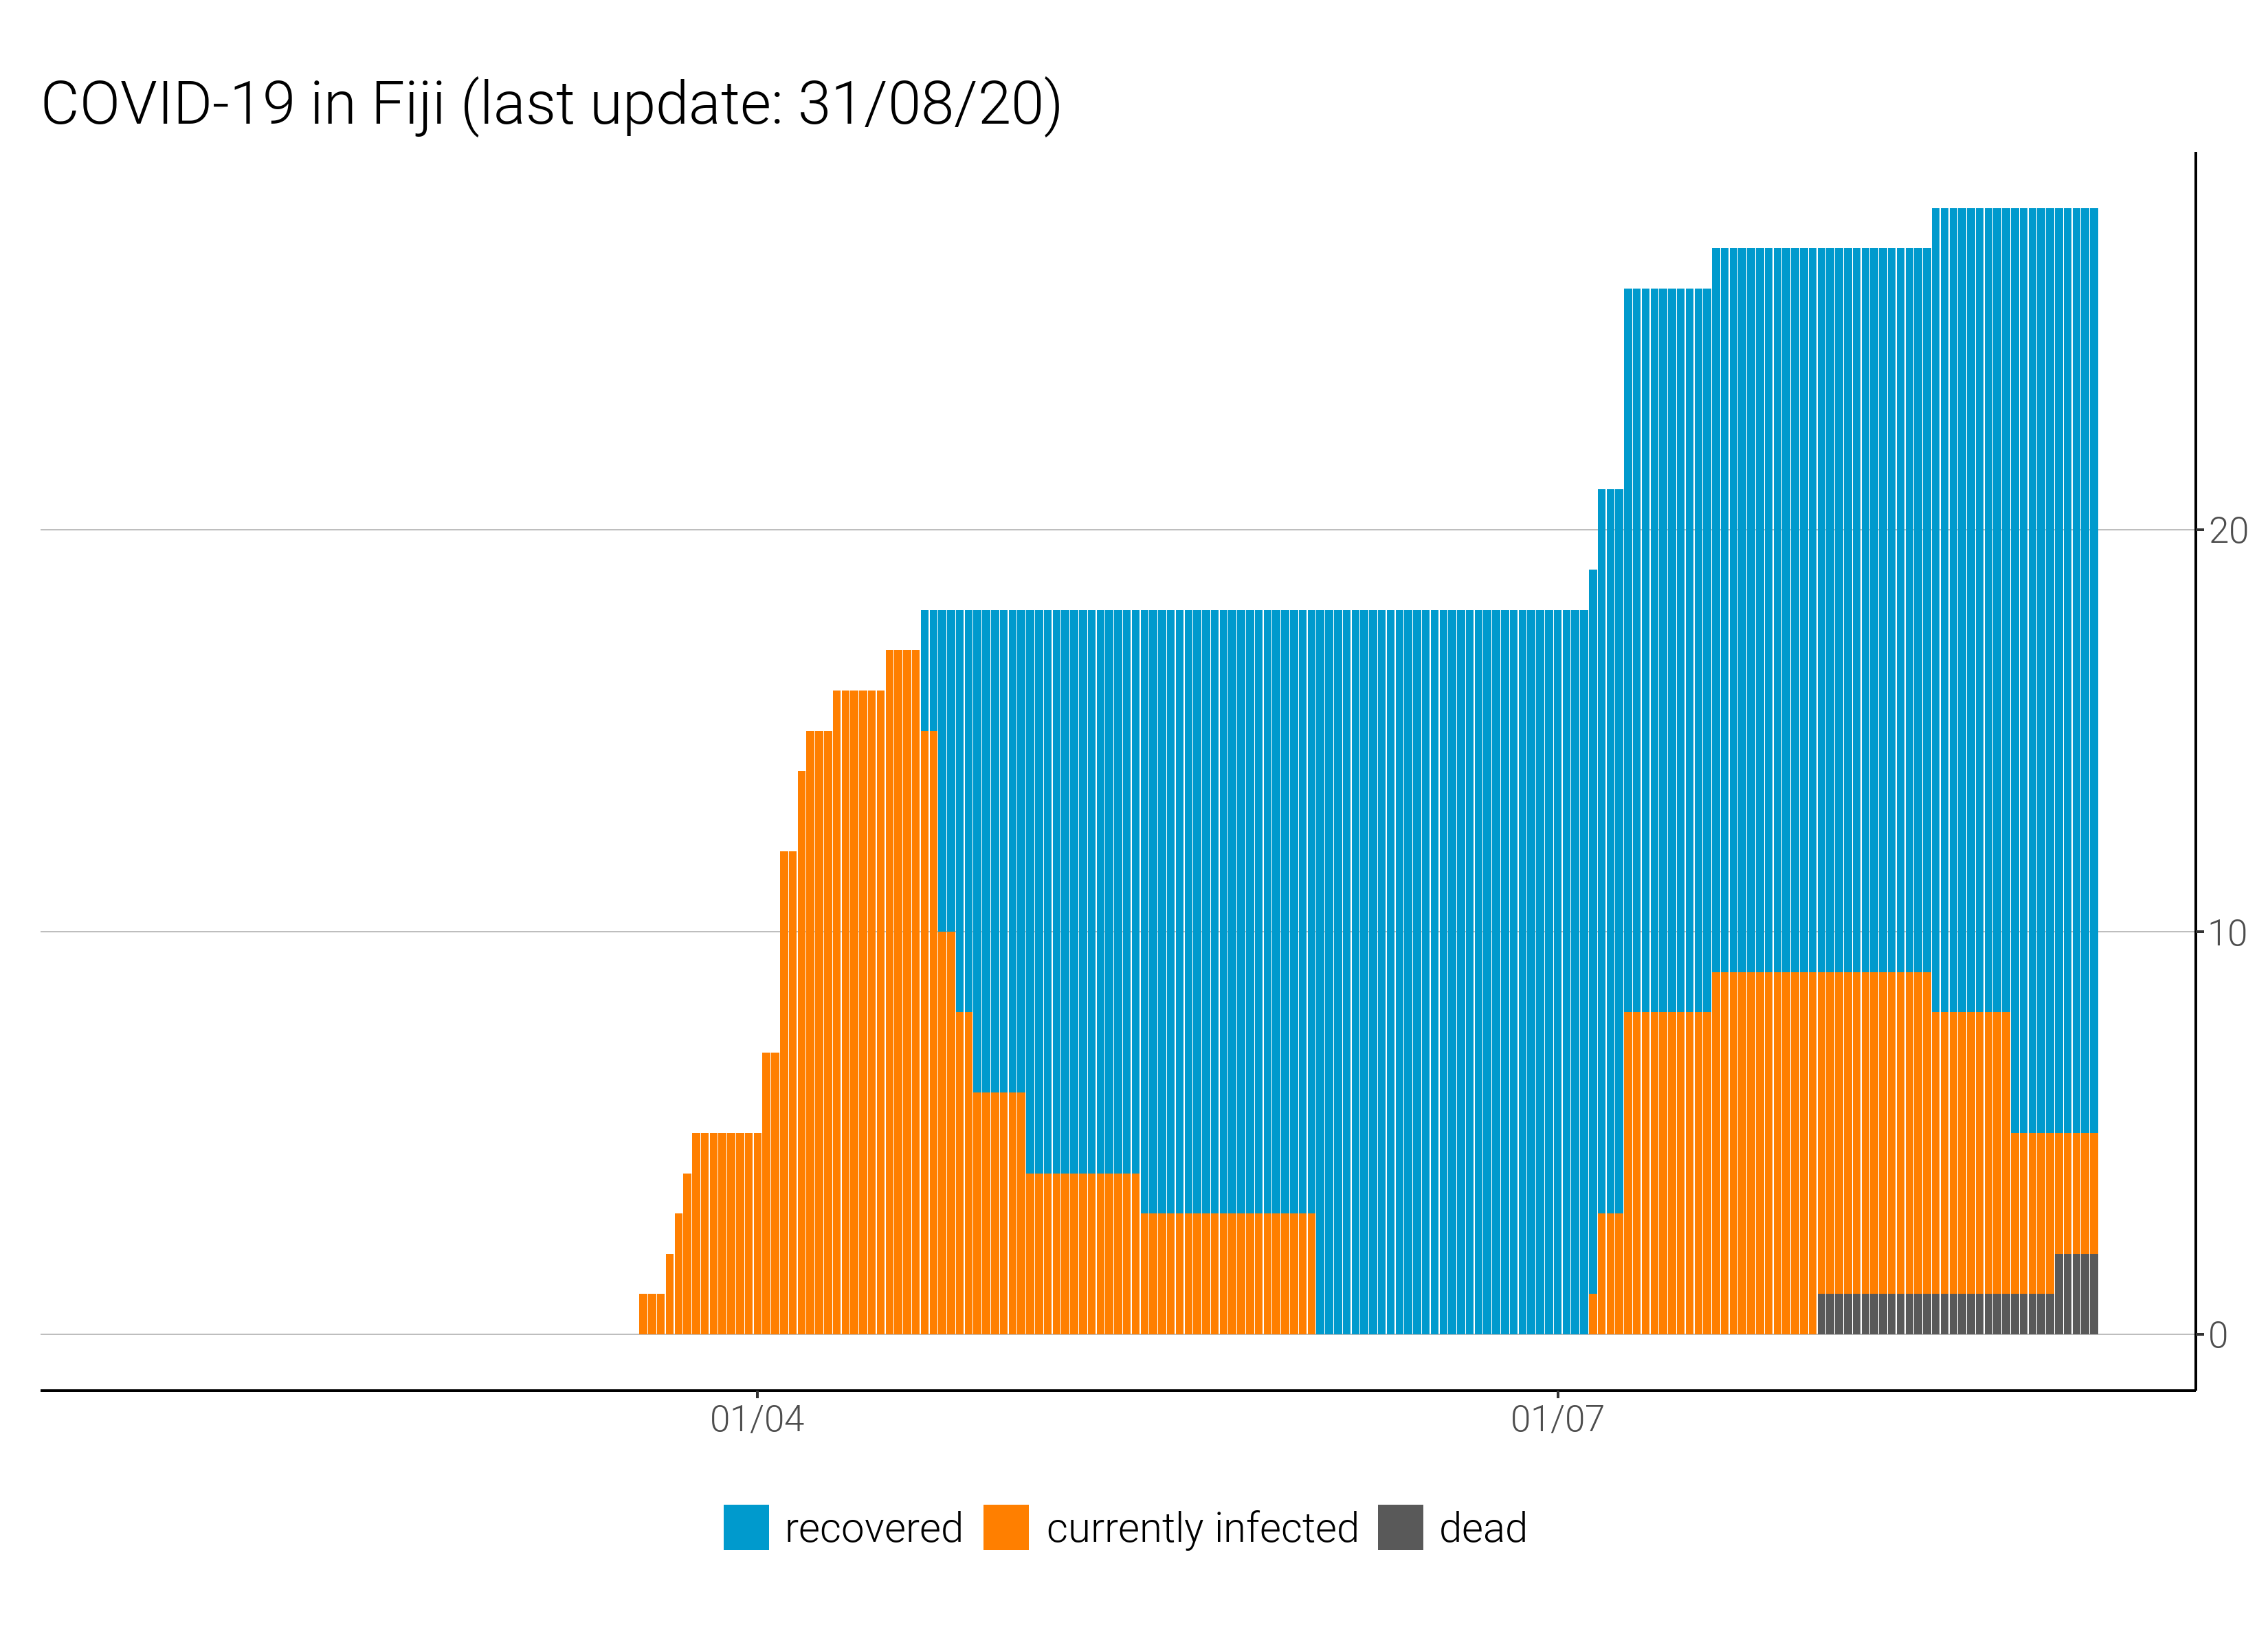 COVID-19 in Fiji (last update: 31/08/20)
20
10
0
01/04 01/07
recovered currently infected dead